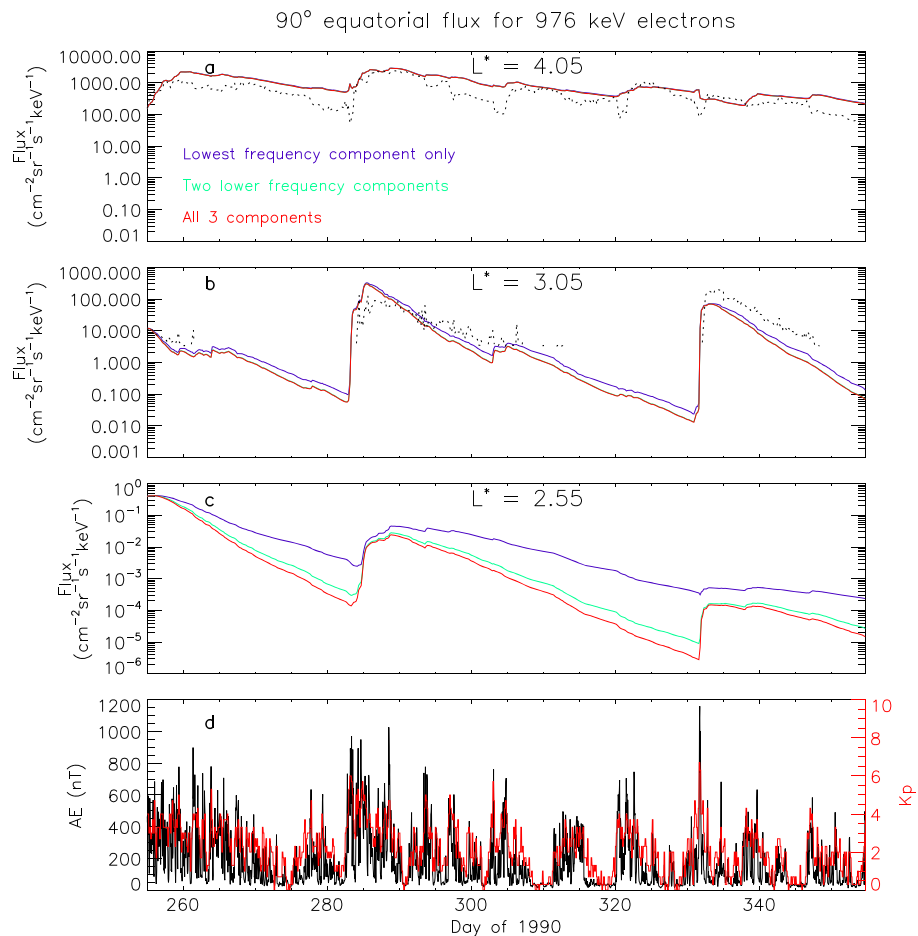 90° equatorial flux for 976 keV electrons
a
L* = 4.05
10000.00
1000.00
100.00
10.00
1.00
0.10
0.01
Flux
(cm⁻²sr⁻¹s⁻¹keV⁻¹)
Lowest frequency component only
Two lower frequency components
All 3 components
b
L* = 3.05
100.000
1000.000
10.000
1.000
0.100
0.010
0.001
Flux
(cm⁻²sr⁻¹s⁻¹keV⁻¹)
c
L* = 2.55
10⁰
10⁻¹
10⁻²
10⁻³
10⁻⁴
10⁻⁵
10⁻⁶
Flux
(cm⁻²sr⁻¹s⁻¹keV⁻¹)
d
1200
1000
800
600
400
200
0
AE (nT)
10
8
6
4
2
0
Kp
260 280 300 320 340
Day of 1990